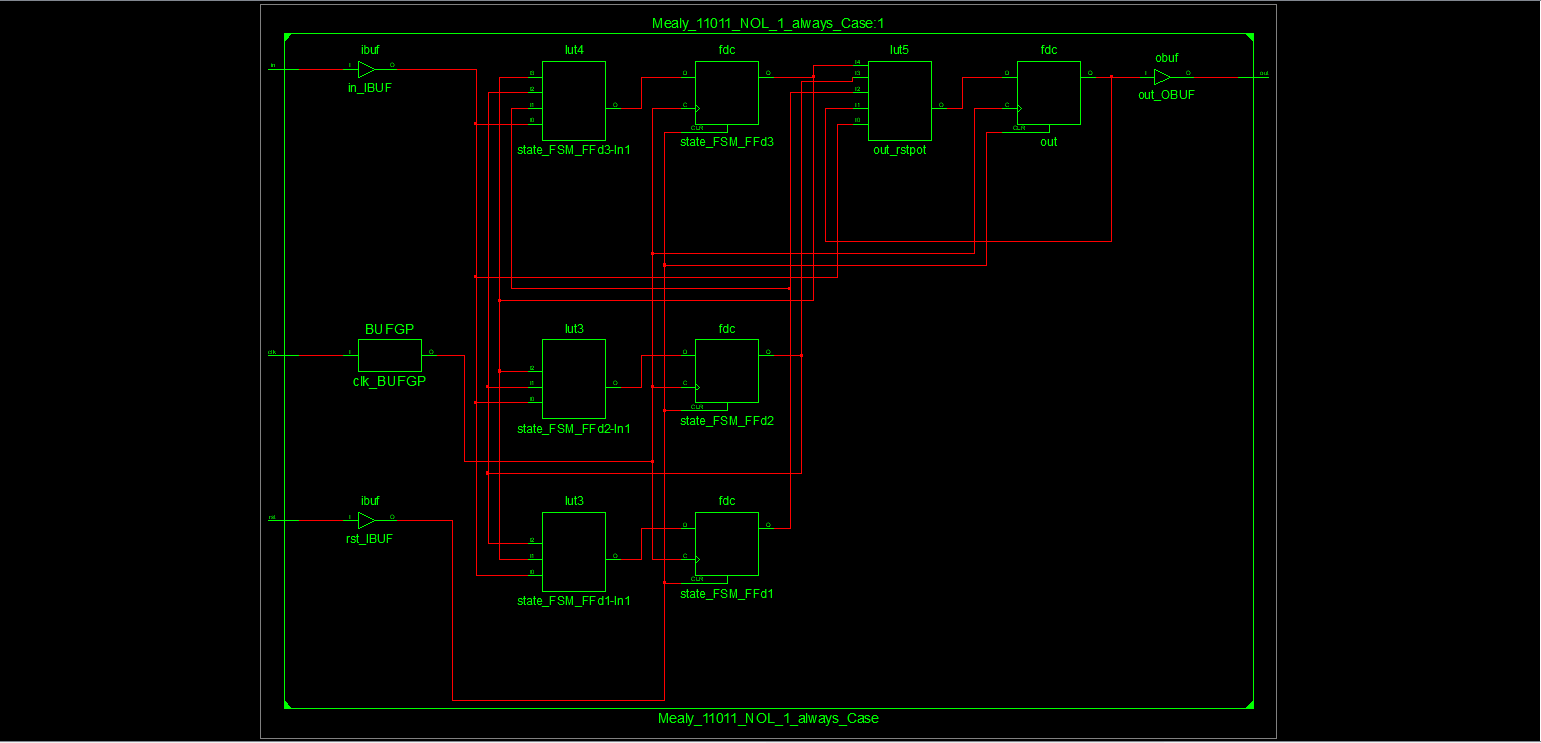 Mealy_11011_NOL_1_always_Case:1
ibuf
lut4
fdc
lut5
fdc
obuf
in
I
O
in_IBUF
I3
I2
I1
I0
O
state_FSM_FFd3-In1
D
C
CLR
Q
state_FSM_FFd3
I4
I3
I2
I1
I0
O
out_rstpot
D
C
CLR
Q
out
I
O
out_OBUF
out
BUFGP
lut3
fdc
clk
I
O
clk_BUFGP
I2
I1
I0
O
state_FSM_FFd2-In1
D
C
CLR
Q
state_FSM_FFd2
ibuf
lut3
fdc
rst
I
O
rst_IBUF
I2
I1
I0
O
state_FSM_FFd1-In1
D
C
CLR
Q
state_FSM_FFd1
Mealy_11011_NOL_1_always_Case